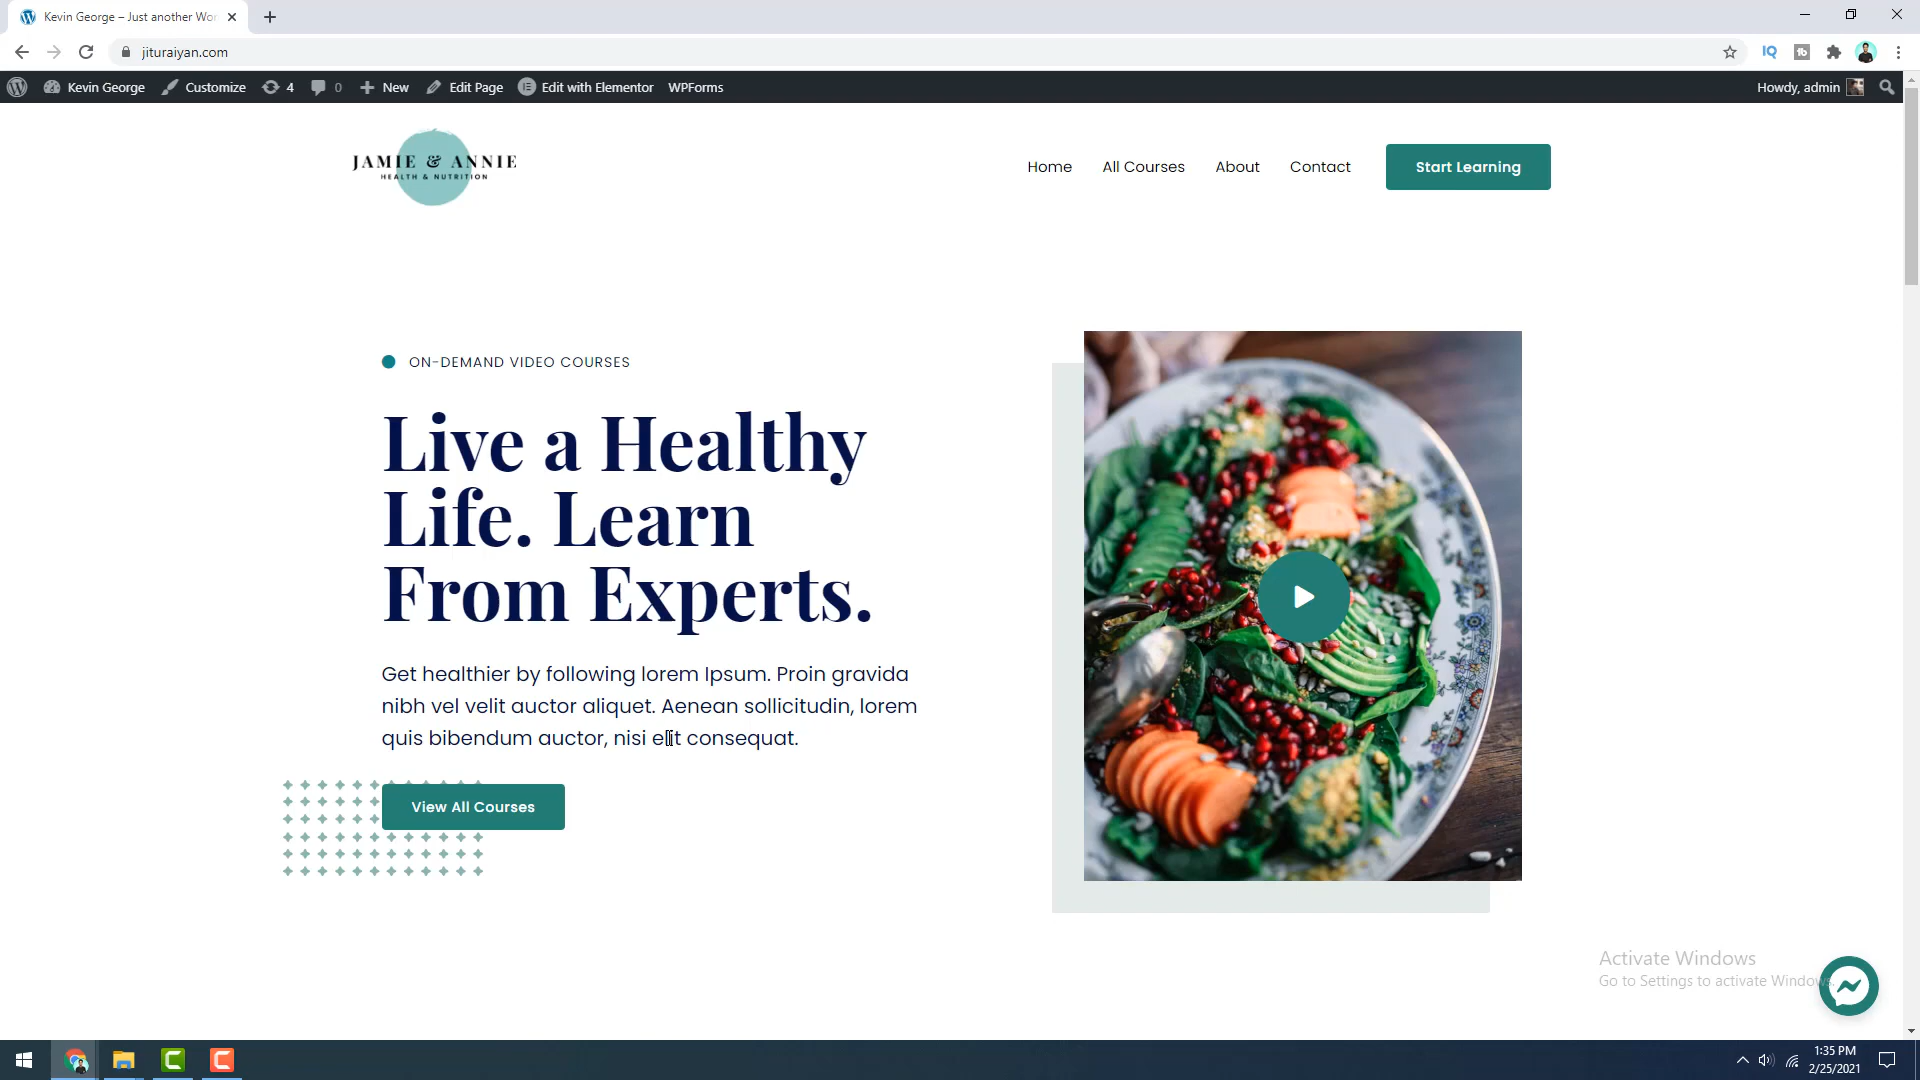 Kevin George – Just another Wor
jituraiyan.com
IQ
Kevin George
Customize
4
0
New
Edit Page
Edit with Elementor
WPForms
Howdy, admin
JAMIE & ANNIE
HEALTH & NUTRITION
Home
All Courses
About
Contact
Start Learning
ON-DEMAND VIDEO COURSES
Live a Healthy
Life. Learn
From Experts.
Get healthier by following lorem Ipsum. Proin gravida
nibh vel velit auctor aliquet. Aenean sollicitudin, lorem
quis bibendum auctor, nisi elit consequat.
View All Courses
Activate Windows
Go to Settings to activate Windows.
1:35 PM
2/25/2021